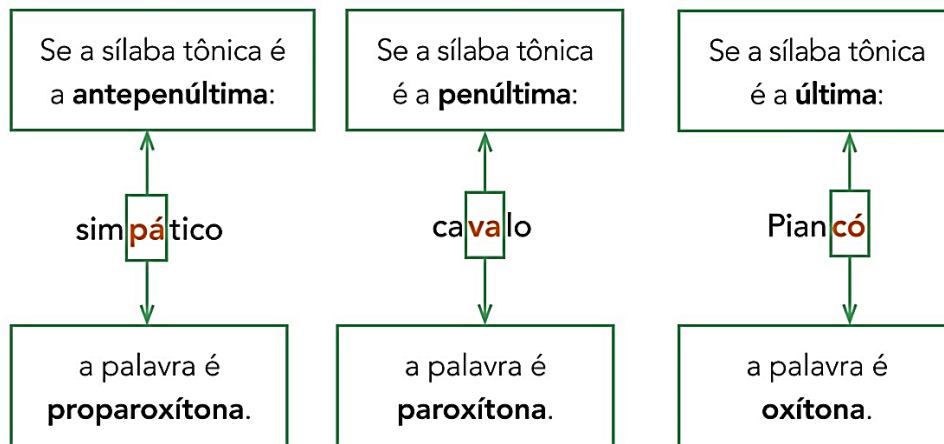 Se a sílaba tônica é
a antepenúltima:
simpático
a palavra é
proparoxítona.
Se a sílaba tônica
é a penúltima:
cavalo
a palavra é
paroxítona.
Se a sílaba tônica
é a última:
Piancó
a palavra é
oxítona.